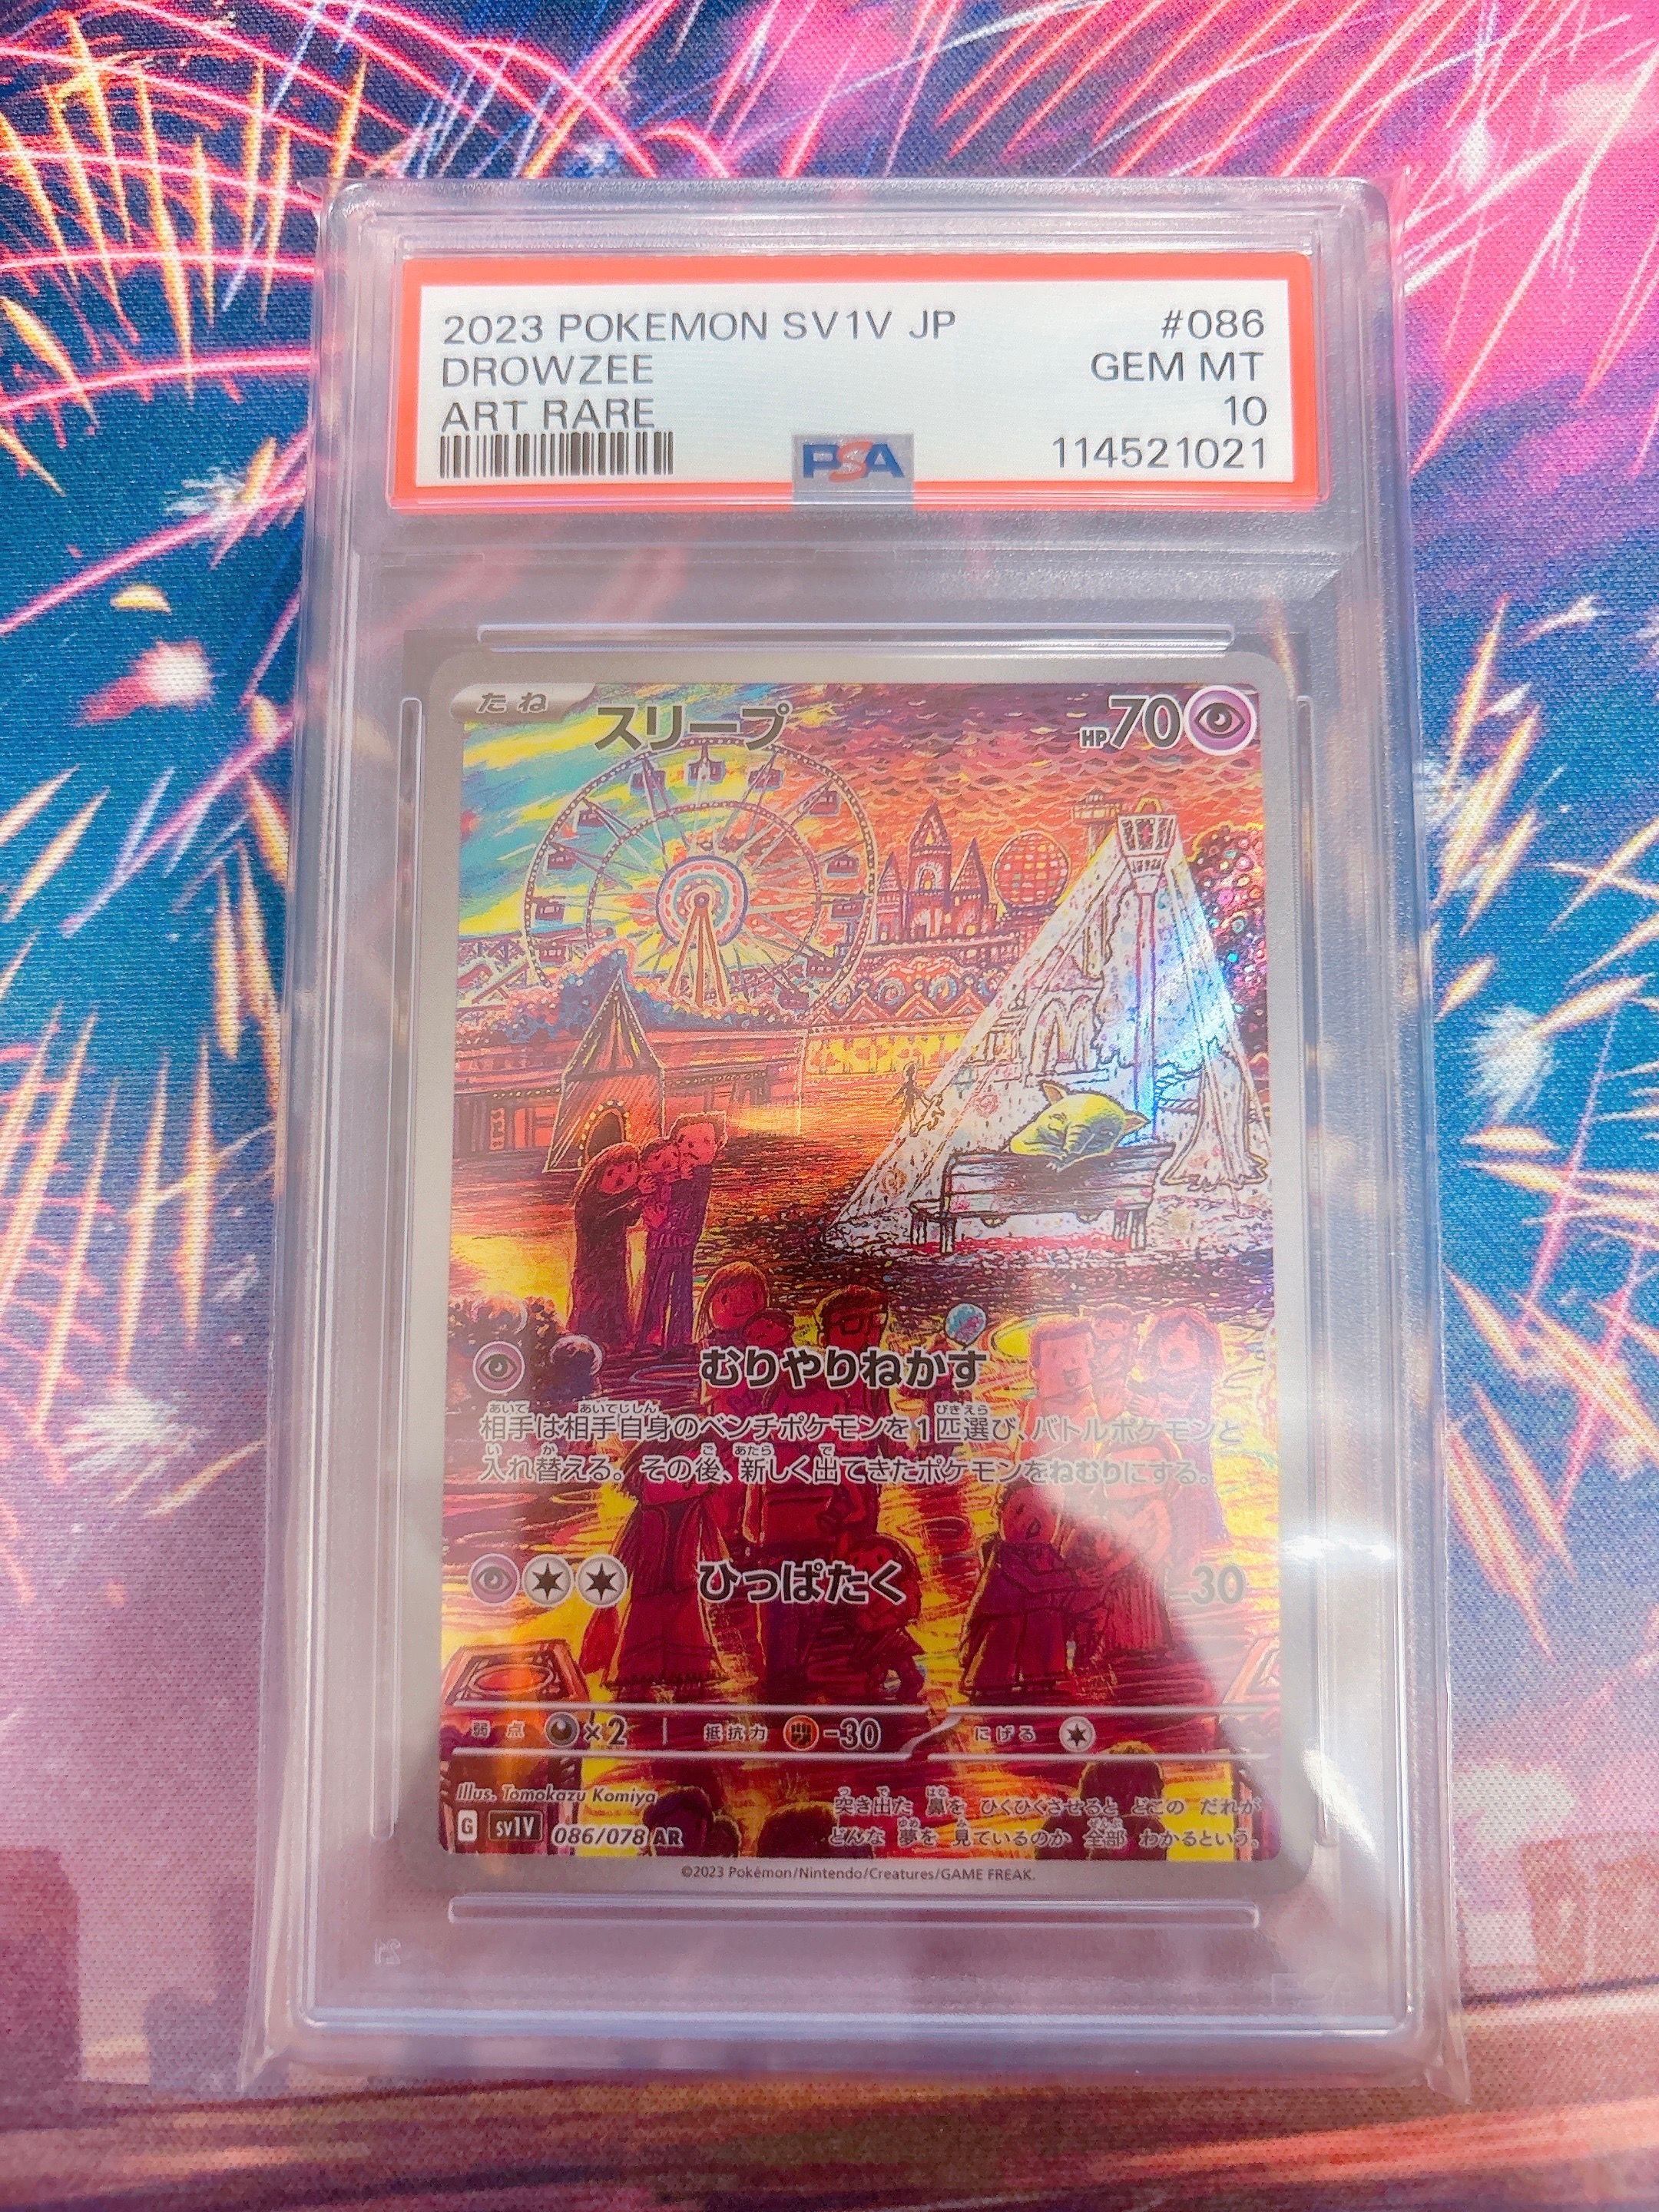 2023 POKEMON SV1V JP #086
DROWZEE GEM MT
ART RARE 10
PSA 114521021
たね スリープ HP70
むりやりねかす
相手は相手自身のベンチポケモンを1匹選び、バトルポケモンと
入れ替える。その後、新しく出てきたポケモンをねむりにする。
ひっぱたく 30
弱点 ×2 抵抗力 -30 にげる
Illus. Tomokazu Komiya
G sv1V 086/078 AR
突き出た 鼻を ひくひくさせると どこの だれが
どんな 夢を 見ているのか 全部 わかるという。
©2023 Pokémon/Nintendo/Creatures/GAME FREAK.